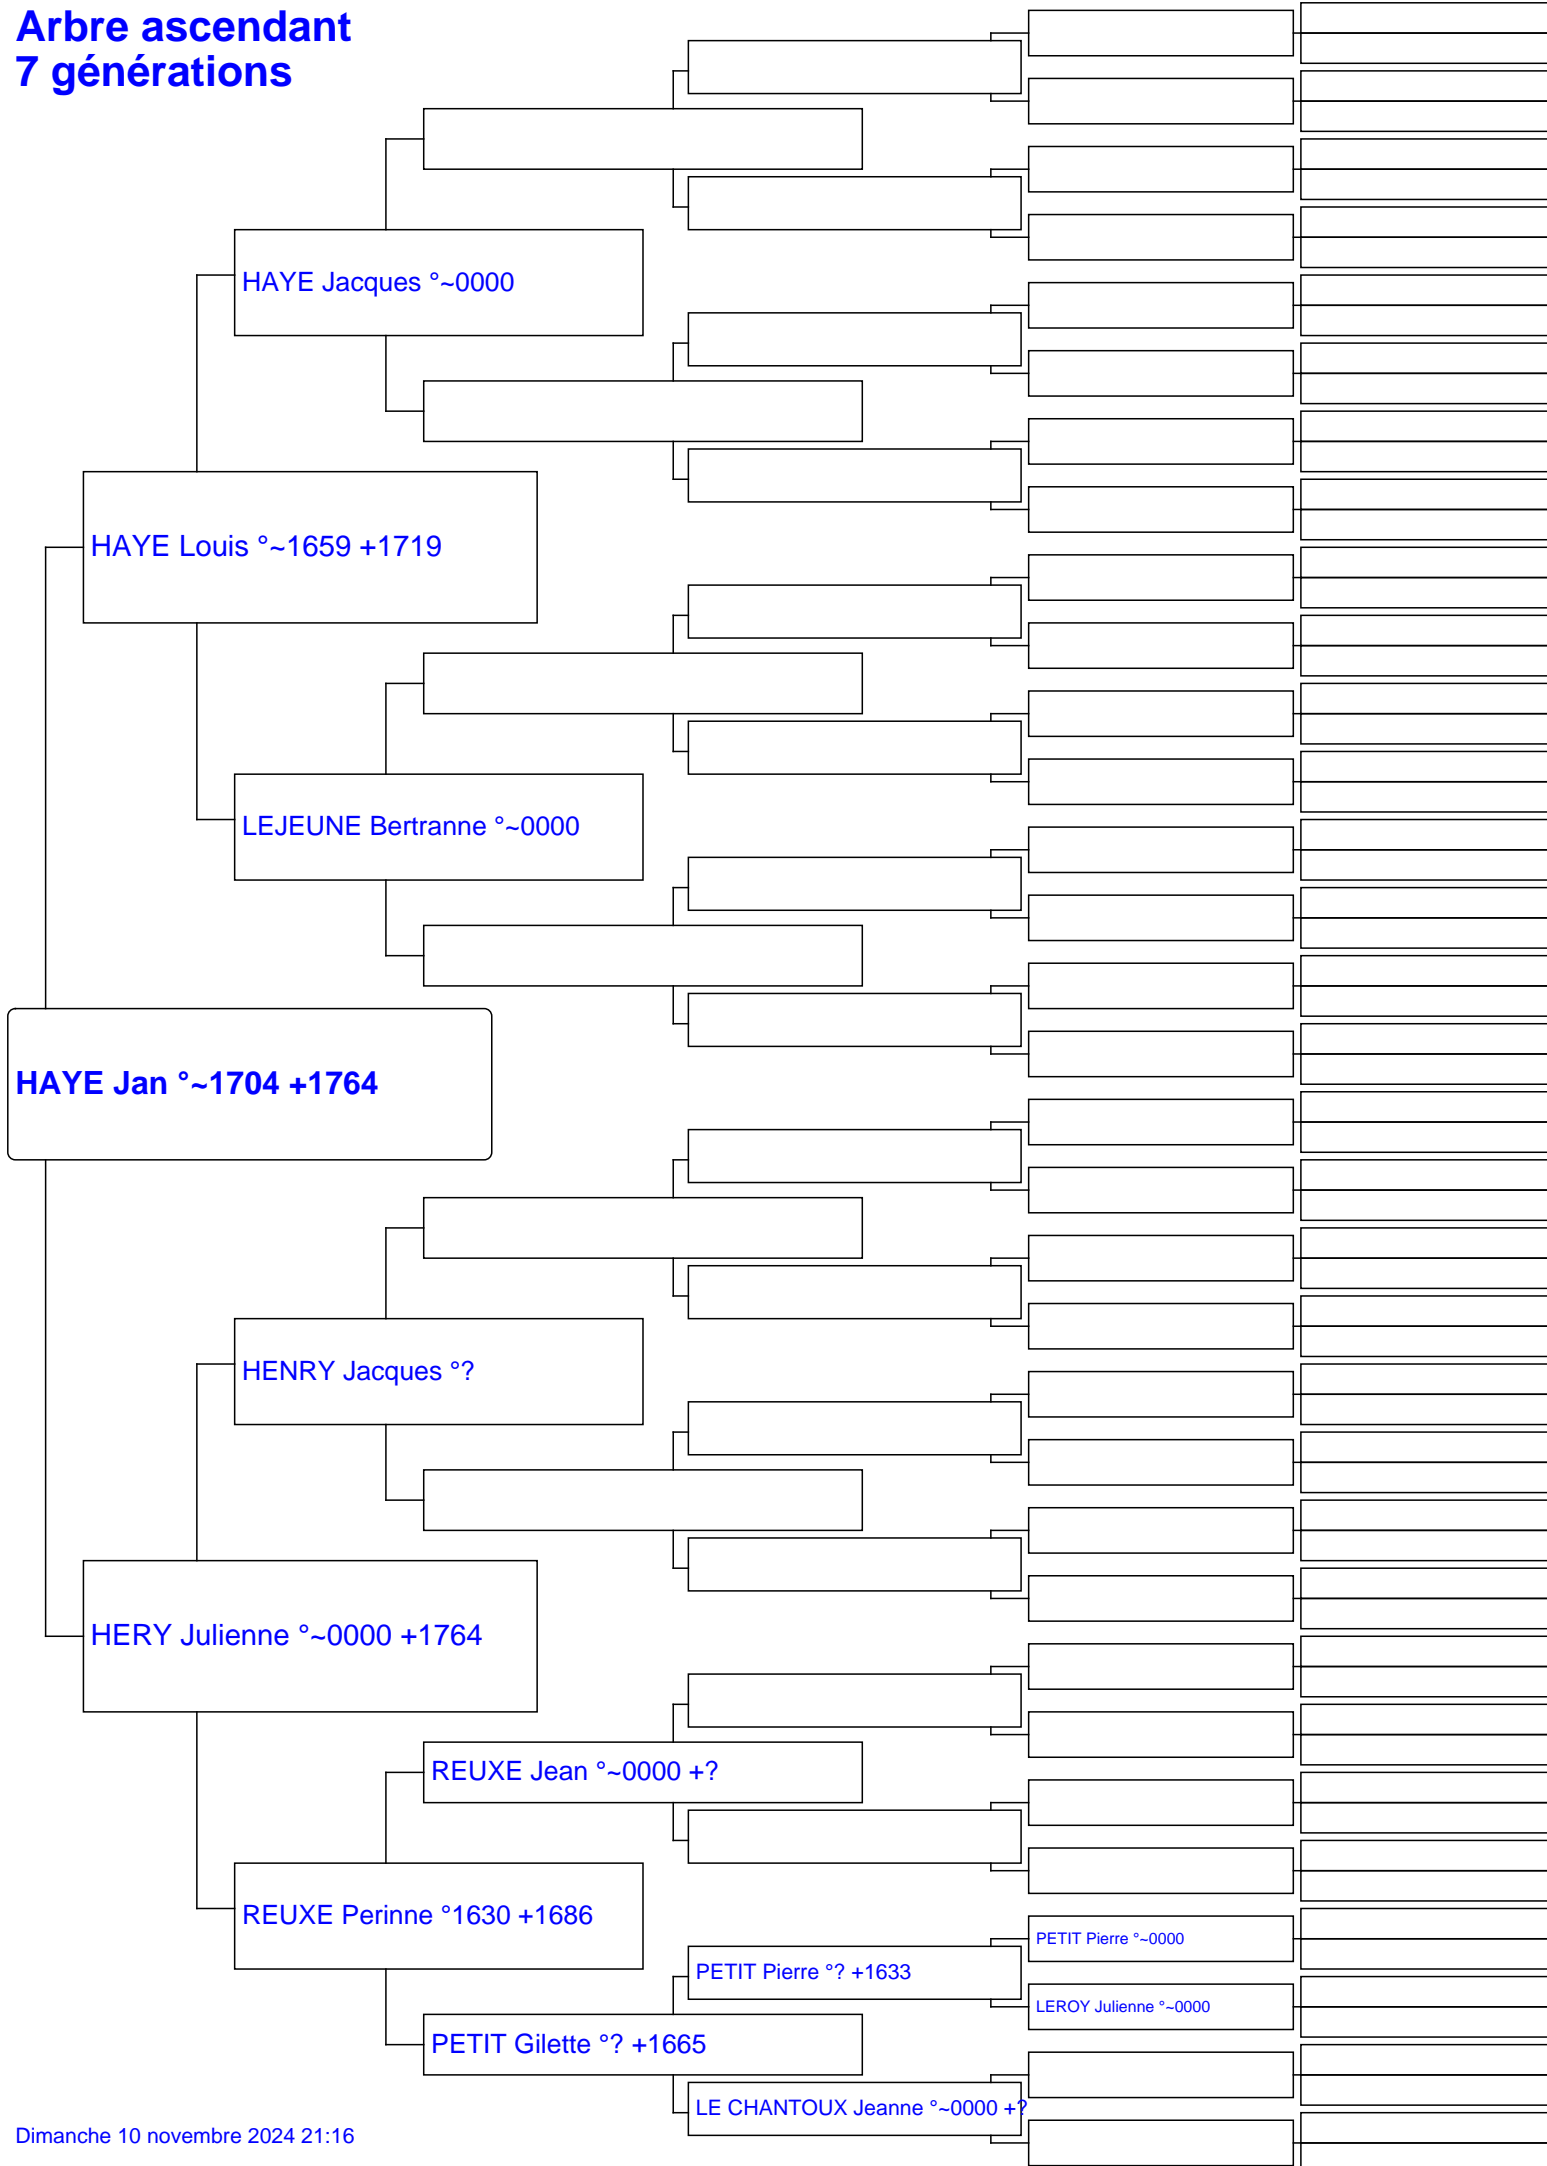 Arbre ascendant
7 générations
HAYE Jacques °~0000
HAYE Louis °~1659 +1719
LEJEUNE Bertranne °~0000
HAYE Jan °~1704 +1764
HENRY Jacques °?
HERY Julienne °~0000 +1764
REUXE Jean °~0000 +?
REUXE Perinne °1630 +1686
PETIT Pierre °~0000
PETIT Pierre °? +1633
LEROY Julienne °~0000
PETIT Gilette °? +1665
LE CHANTOUX Jeanne °~0000 +?
Dimanche 10 novembre 2024 21:16